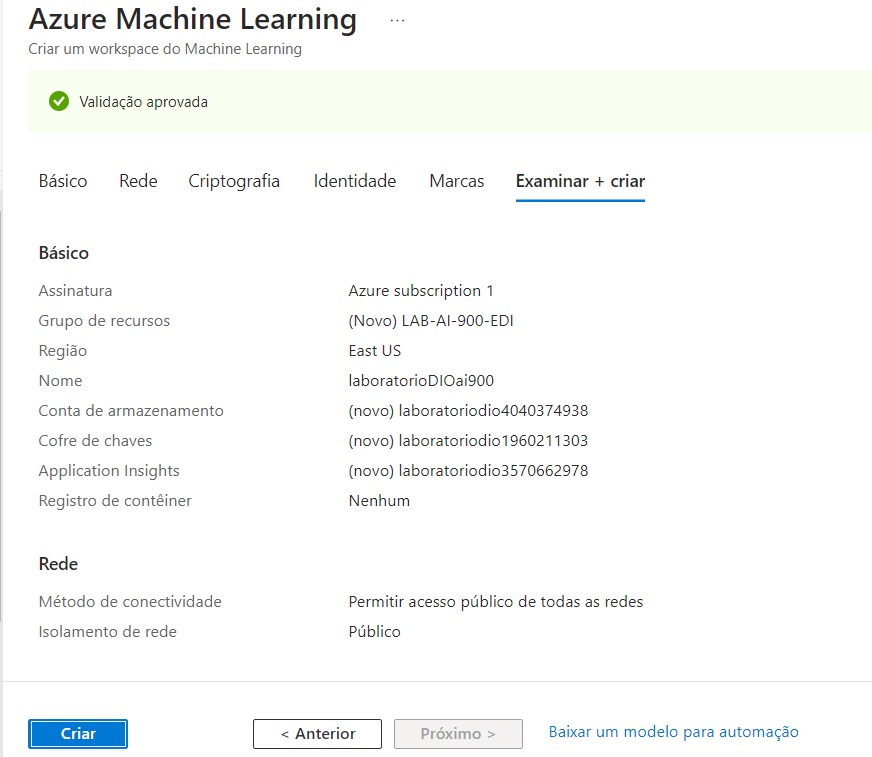 Azure Machine Learning ...
Criar um workspace do Machine Learning
Validação aprovada
Básico Rede Criptografia Identidade Marcas Examinar + criar
Básico
Assinatura Azure subscription 1
Grupo de recursos (Novo) LAB-AI-900-EDI
Região East US
Nome laboratorioDIOai900
Conta de armazenamento (novo) laboratoriodio4040374938
Cofre de chaves (novo) laboratoriodio1960211303
Application Insights (novo) laboratoriodio3570662978
Registro de contêiner Nenhum
Rede
Método de conectividade Permitir acesso público de todas as redes
Isolamento de rede Público
Criar < Anterior Próximo > Baixar um modelo para automação